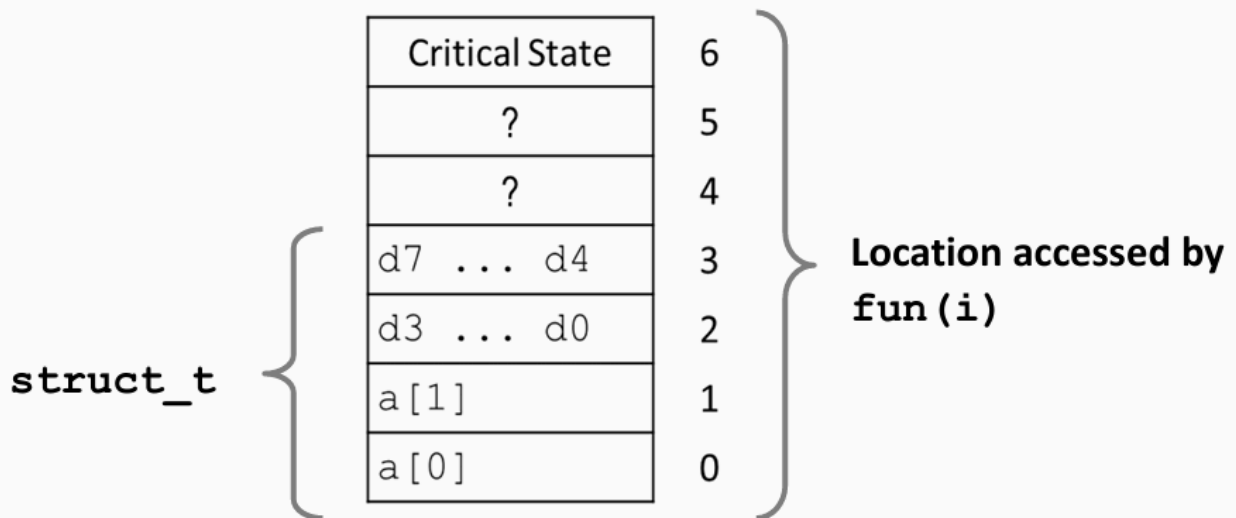 Critical State 6
? 5
? 4
d7 ... d4 3
d3 ... d0 2
a[1] 1
a[0] 0
struct_t
Location accessed by
fun(i)